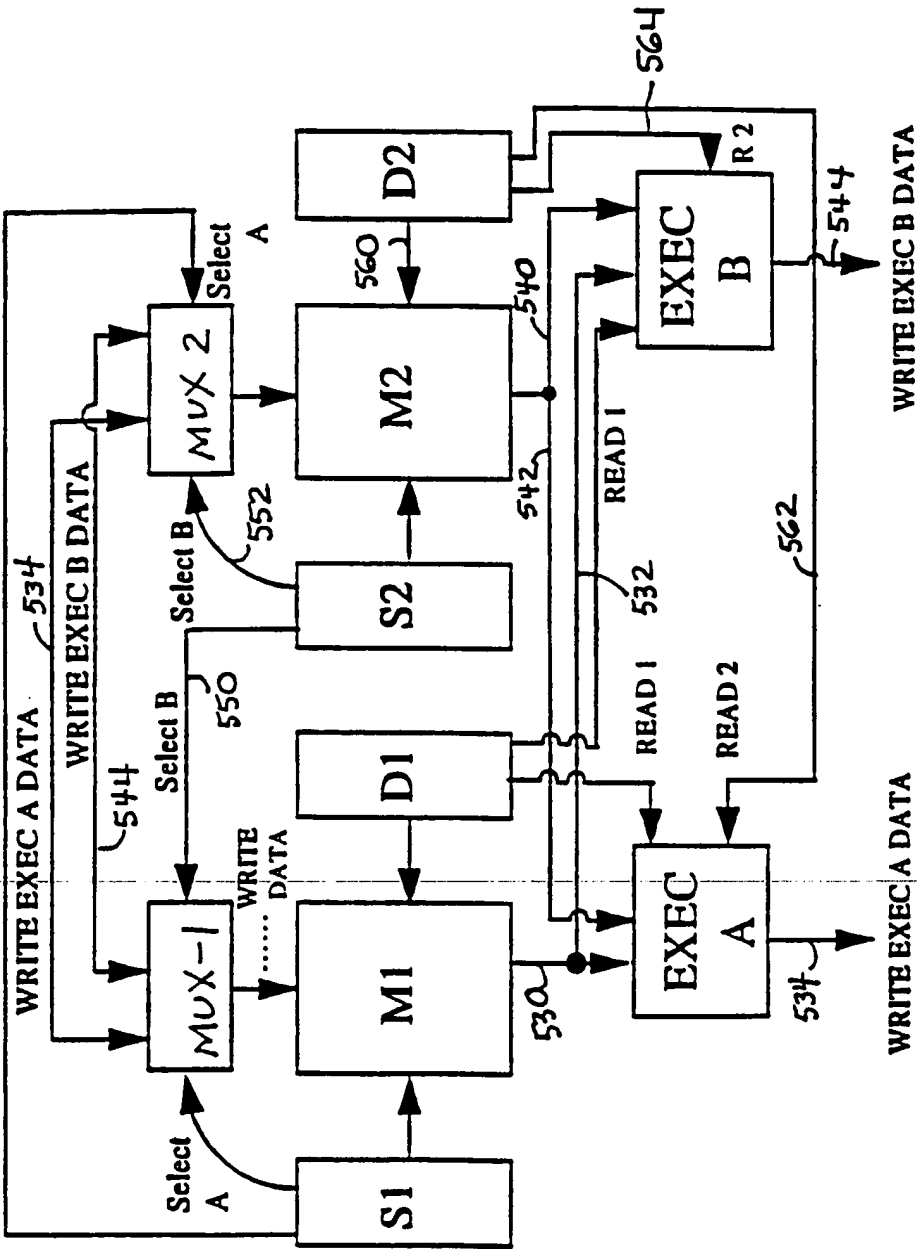 WRITE EXEC A DATA
534
WRITE EXEC B DATA
544
Select A
MUX-1
Select B
550
Select B
552
MUX 2
Select A
WRITE DATA
S1
M1
D1
S2
M2
560
D2
530
532
542
540
READ 1
READ 1
READ 2
564
EXEC A
EXEC B
R 2
562
534
544
WRITE EXEC A DATA
WRITE EXEC B DATA